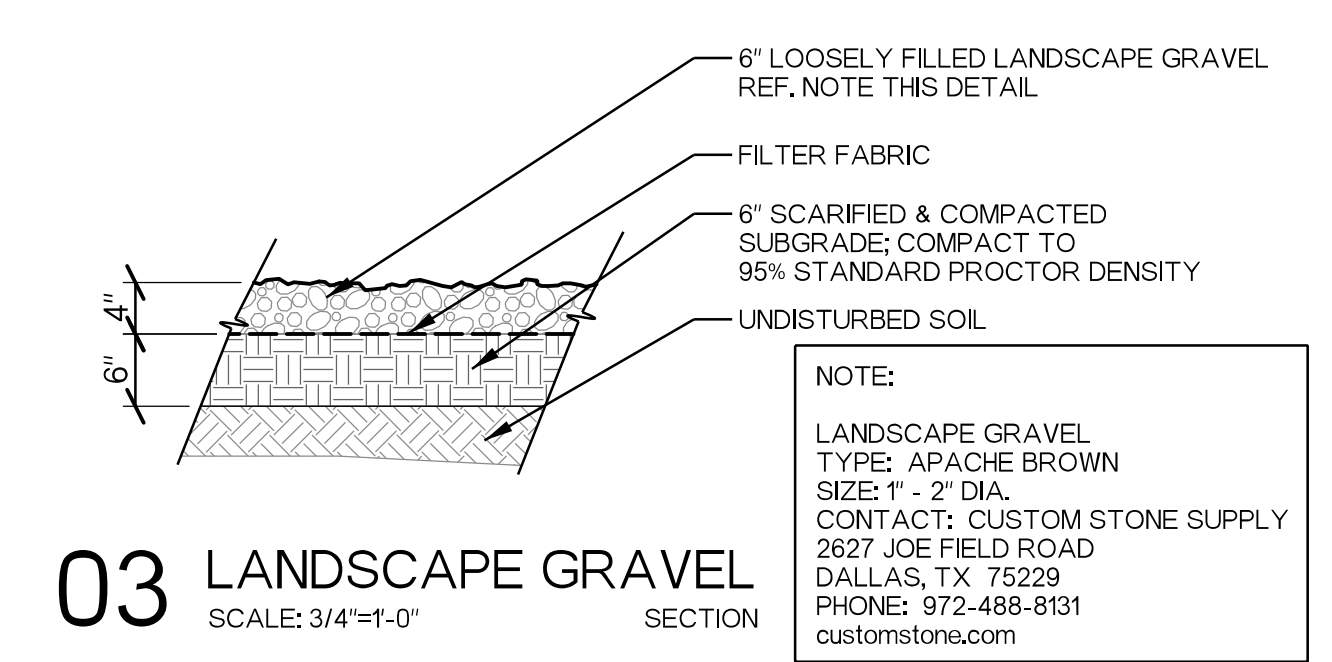 6" LOOSELY FILLED LANDSCAPE GRAVEL
REF. NOTE THIS DETAIL
FILTER FABRIC
6" SCARIFIED & COMPACTED
SUBGRADE; COMPACT TO
95% STANDARD PROCTOR DENSITY
UNDISTURBED SOIL
4"
6"
NOTE:
LANDSCAPE GRAVEL
TYPE: APACHE BROWN
SIZE: 1" - 2" DIA.
CONTACT: CUSTOM STONE SUPPLY
2627 JOE FIELD ROAD
DALLAS, TX 75229
PHONE: 972-488-8131
customstone.com
03 LANDSCAPE GRAVEL
SCALE: 3/4"=1'-0" SECTION